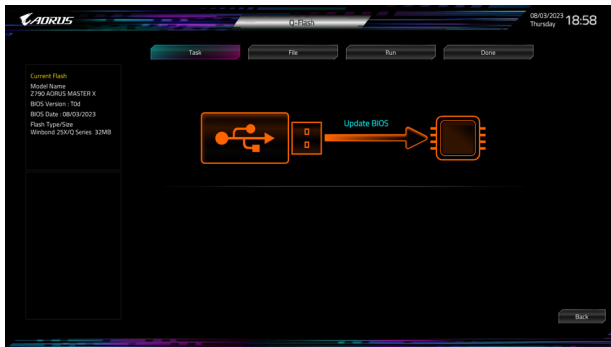 AORUS
Q-Flash
08/03/2023
Thursday
18:58
Task
File
Run
Done
Current Flash
Model Name
Z790 AORUS MASTER X
BIOS Version : T0d
BIOS Date : 08/03/2023
Flash Type/Size
Winbond 25X/Q Series 32MB
Update BIOS
Back